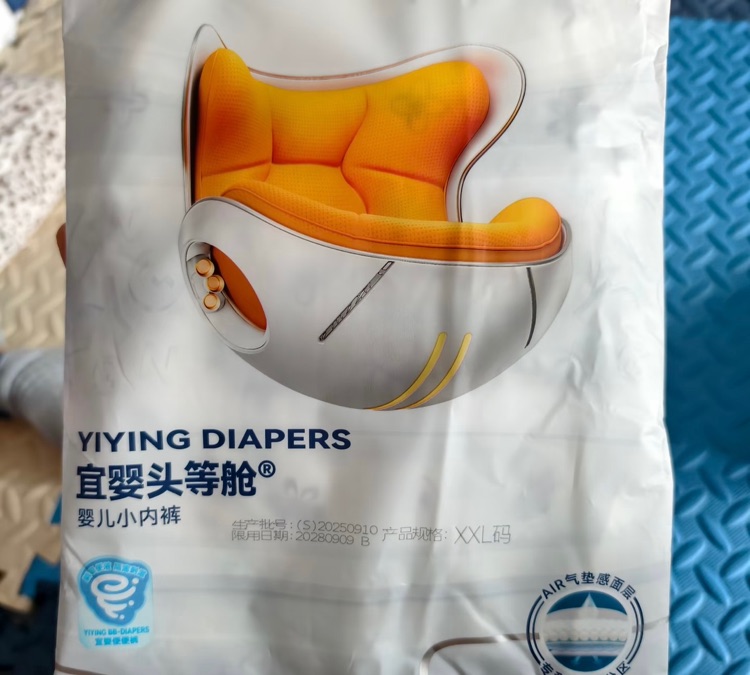 YIYING DIAPERS
宜婴头等舱®
婴儿小内裤
生产批号:(S)20250910 产品规格: XXL码
限用日期:20280909 B
YIYING BB-DIAPERS
宜婴便便裤
AIR气垫感面层